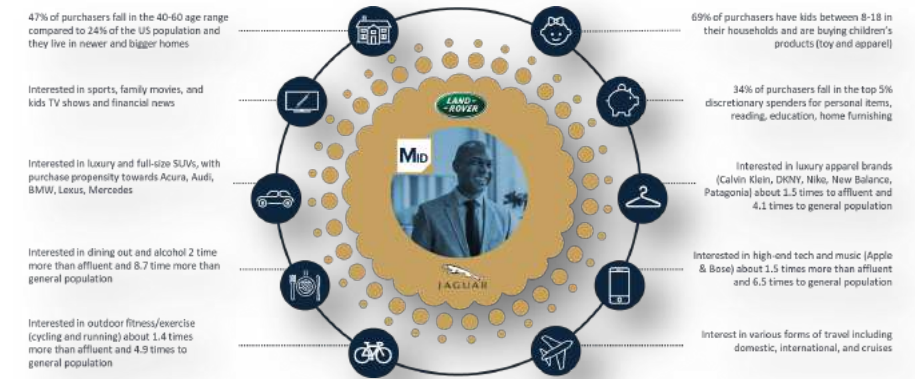 47% of purchasers fall in the 40-60 age range
compared to 24% of the US population and
they live in newer and bigger homes
Interested in sports, family movies, and
kids TV shows and financial news
Interested in luxury and full-size SUVs, with
purchase propensity towards Acura, Audi,
BMW, Lexus, Mercedes
Interested in dining out and alcohol 2 time
more than affluent and 8.7 time more than
general population
Interested in outdoor fitness/exercise
(cycling and running) about 1.4 times
more than affluent and 4.9 times to
general population
LAND-
ROVER
MID
JAGUAR
69% of purchasers have kids between 8-18 in
their households and are buying children's
products (toy and apparel)
34% of purchasers fall in the top 5%
discretionary spenders for personal items,
reading, education, home furnishing
Interested in luxury apparel brands
(Calvin Klein, DKNY, Nike, New Balance,
Patagonia) about 1.5 times to affluent and
4.1 times to general population
Interested in high-end tech and music (Apple
& Bose) about 1.5 times more than affluent
and 6.5 times to general population
Interest in various forms of travel including
domestic, international, and cruises